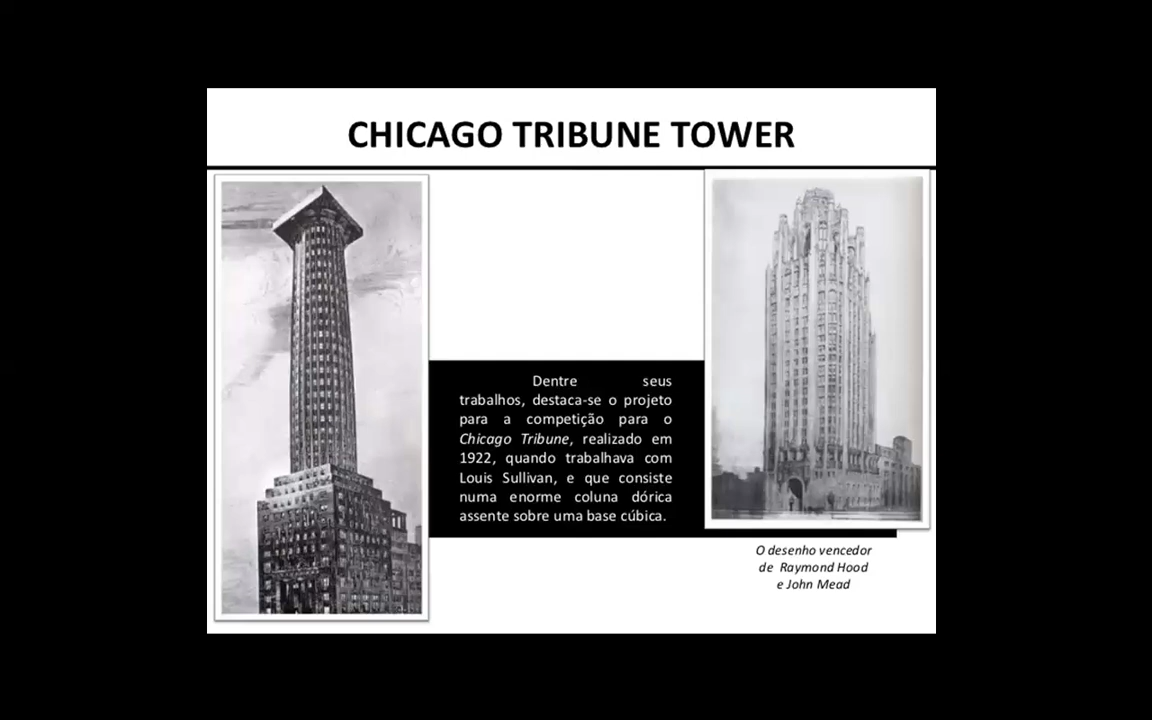 CHICAGO TRIBUNE TOWER
Dentre seus
trabalhos, destaca-se o projeto
para a competição para o
Chicago Tribune, realizado em
1922, quando trabalhava com
Louis Sullivan, e que consiste
numa enorme coluna dórica
assente sobre uma base cúbica.
O desenho vencedor
de Raymond Hood
e John Mead